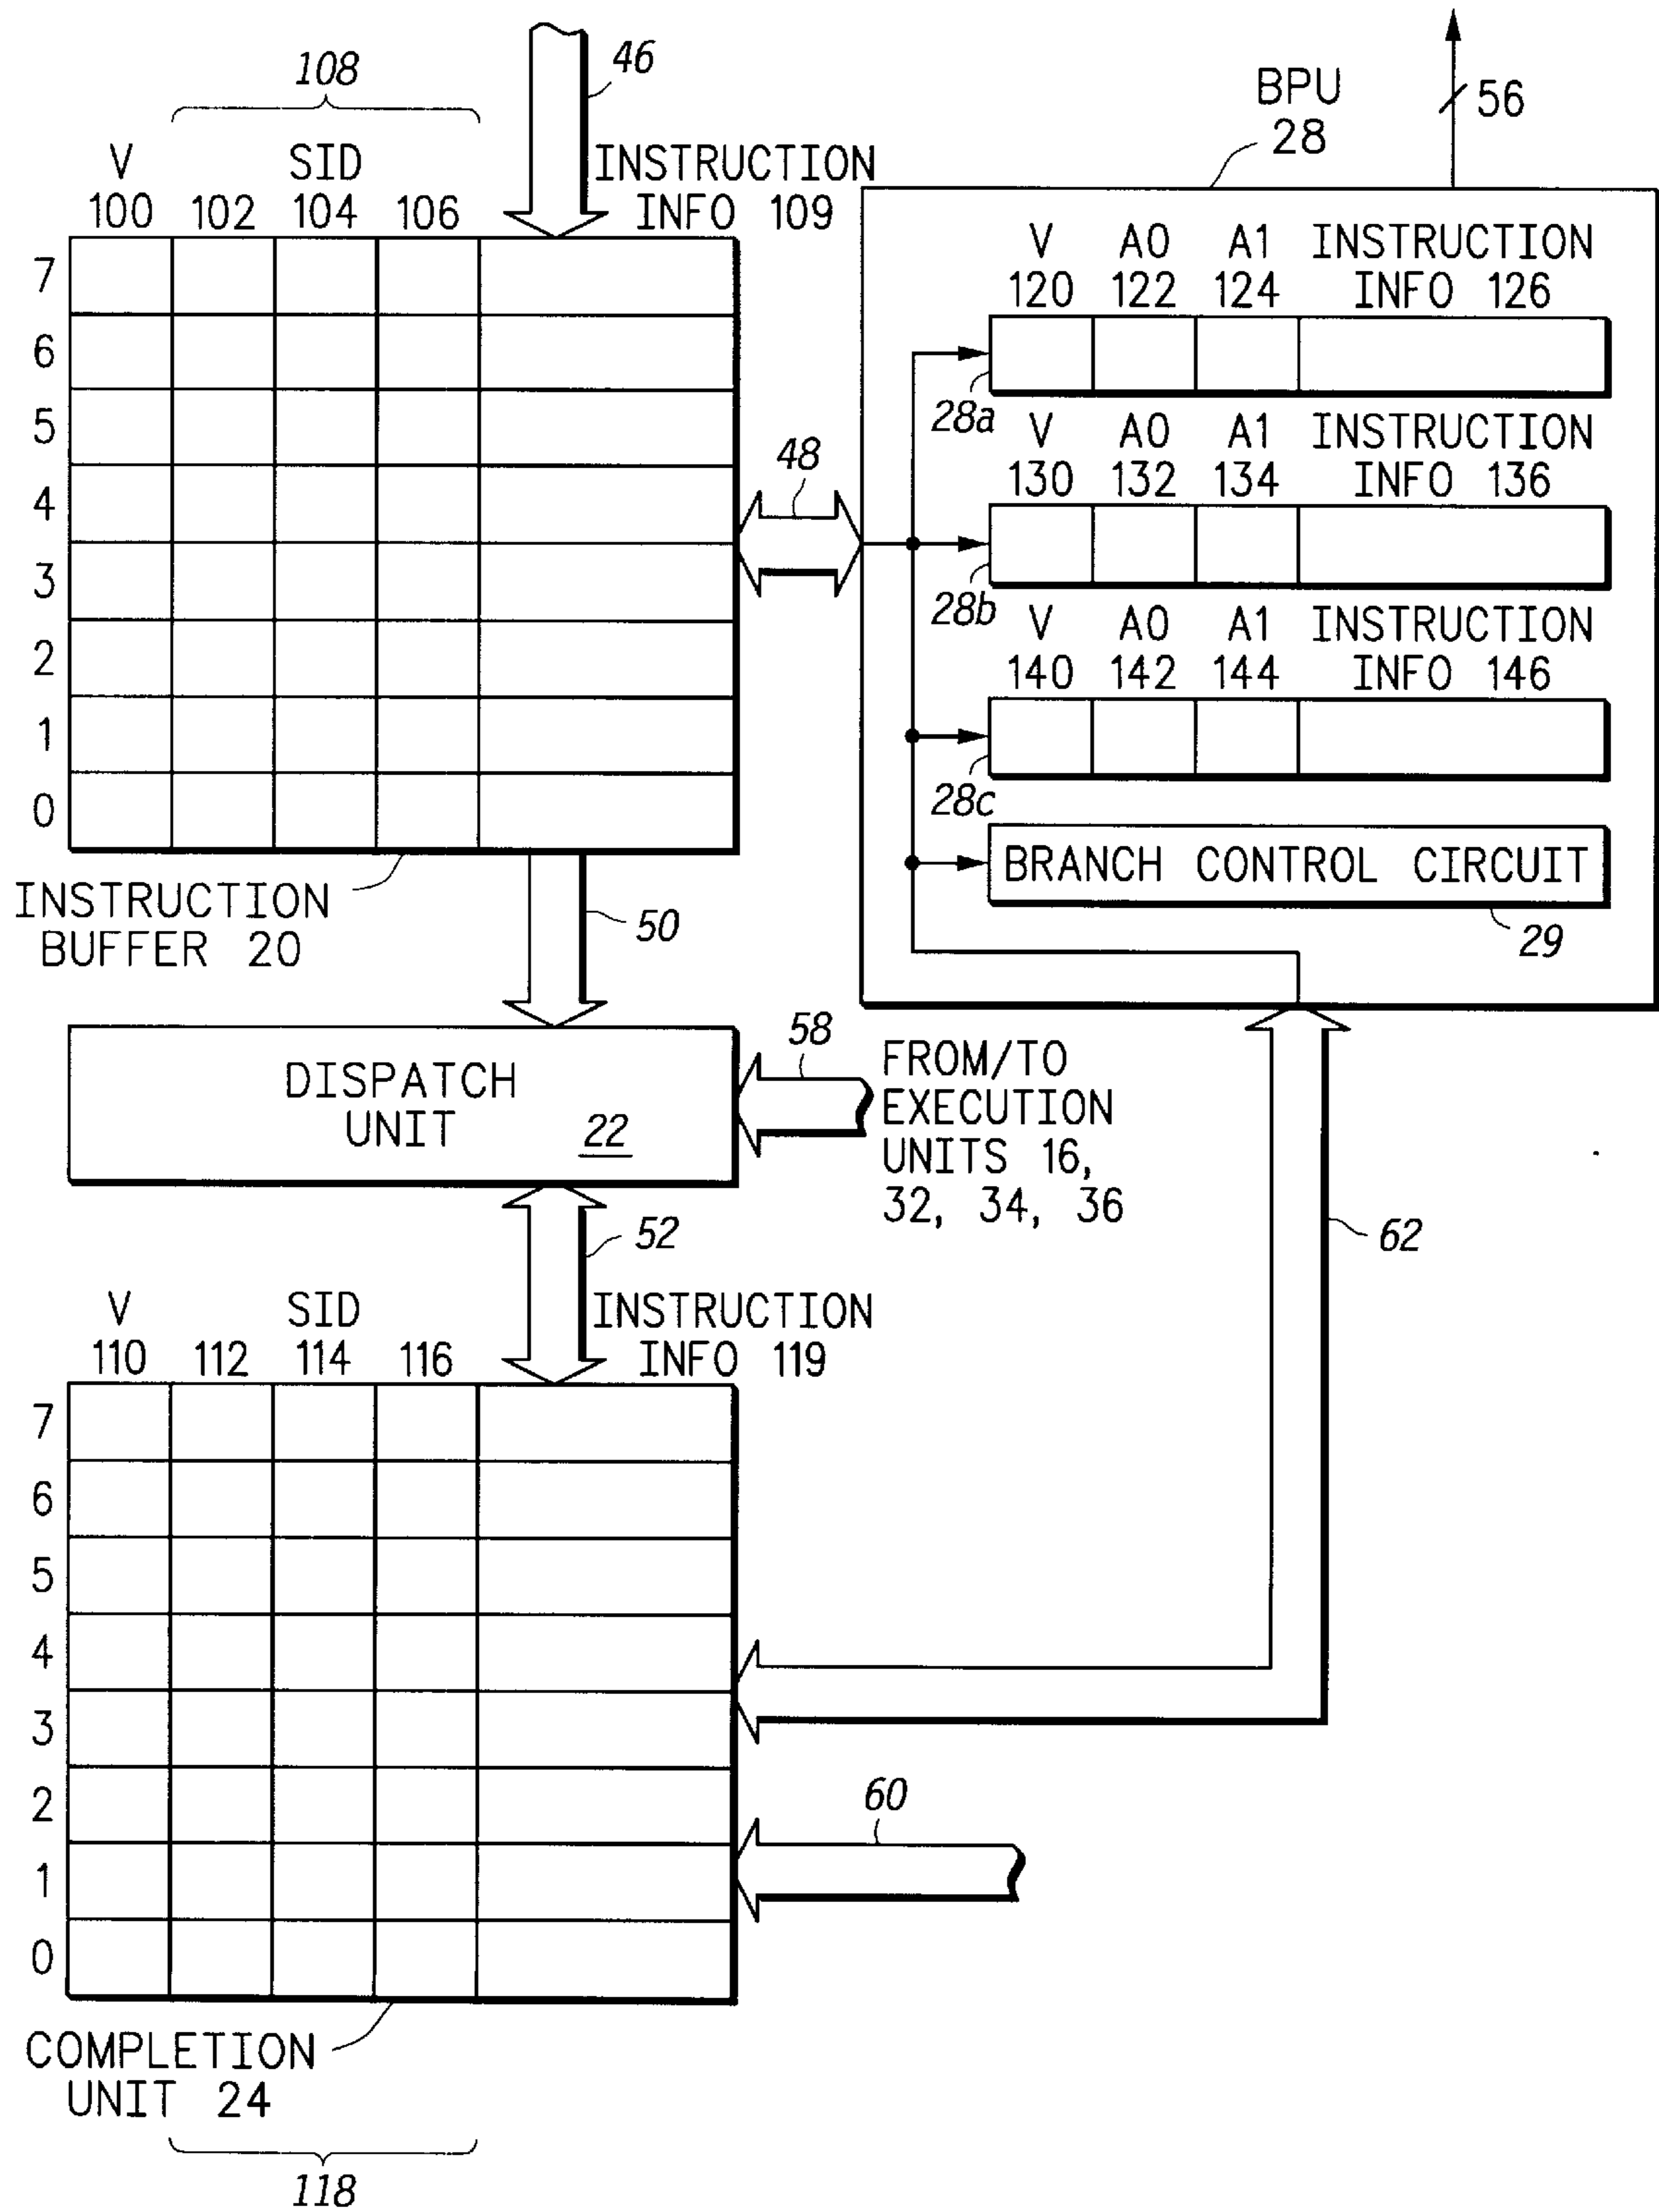 108
46
V SID INSTRUCTION
100 102 104 106 INFO 109
7
6
5
4
3
2
1
0
INSTRUCTION
BUFFER 20
48
50
BPU
28
56
V A0 A1 INSTRUCTION
120 122 124 INFO 126
28a
V A0 A1 INSTRUCTION
130 132 134 INFO 136
28b
V A0 A1 INSTRUCTION
140 142 144 INFO 146
28c
BRANCH CONTROL CIRCUIT
29
DISPATCH
UNIT 22
58
FROM/TO
EXECUTION
UNITS 16,
32, 34, 36
52
62
V SID INSTRUCTION
110 112 114 116 INFO 119
7
6
5
4
3
2
1
0
60
COMPLETION
UNIT 24
118